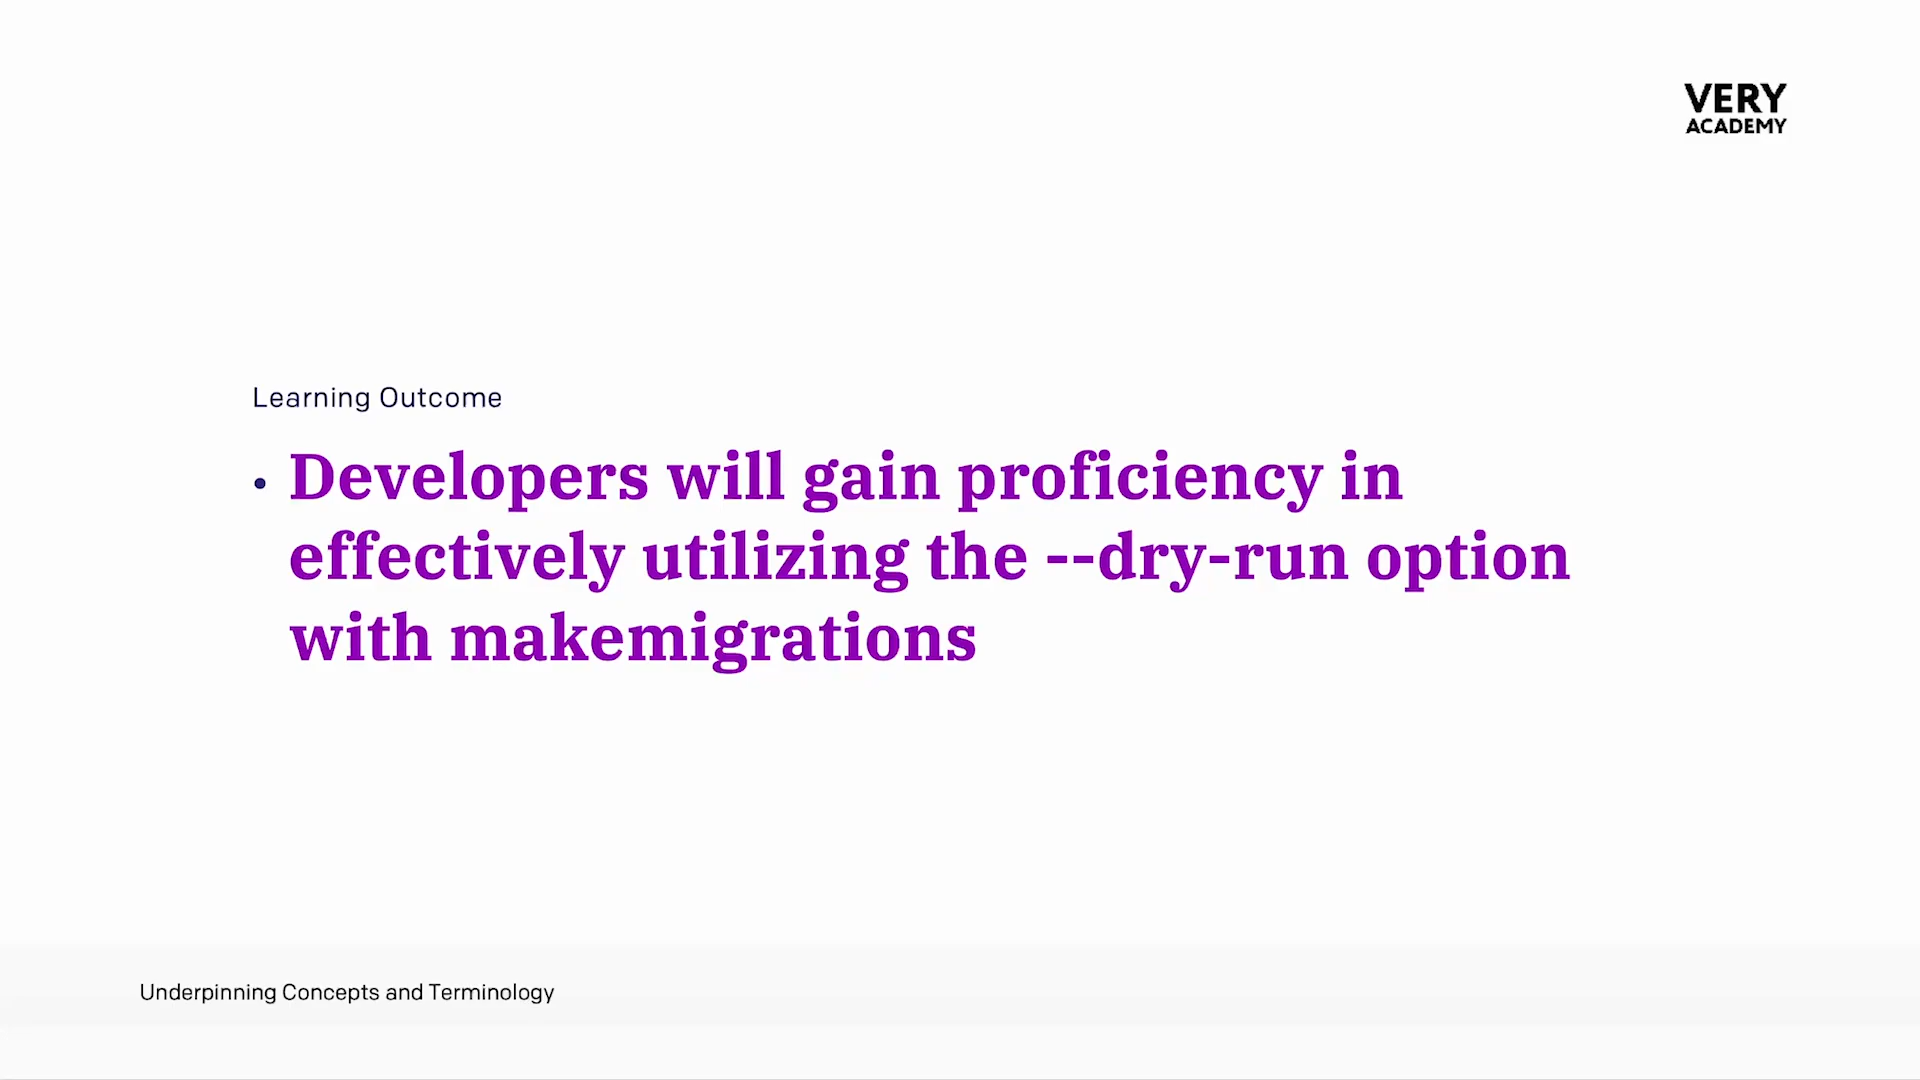 VERY
ACADEMY
Learning Outcome
• Developers will gain proficiency in
effectively utilizing the --dry-run option
with makemigrations
Underpinning Concepts and Terminology